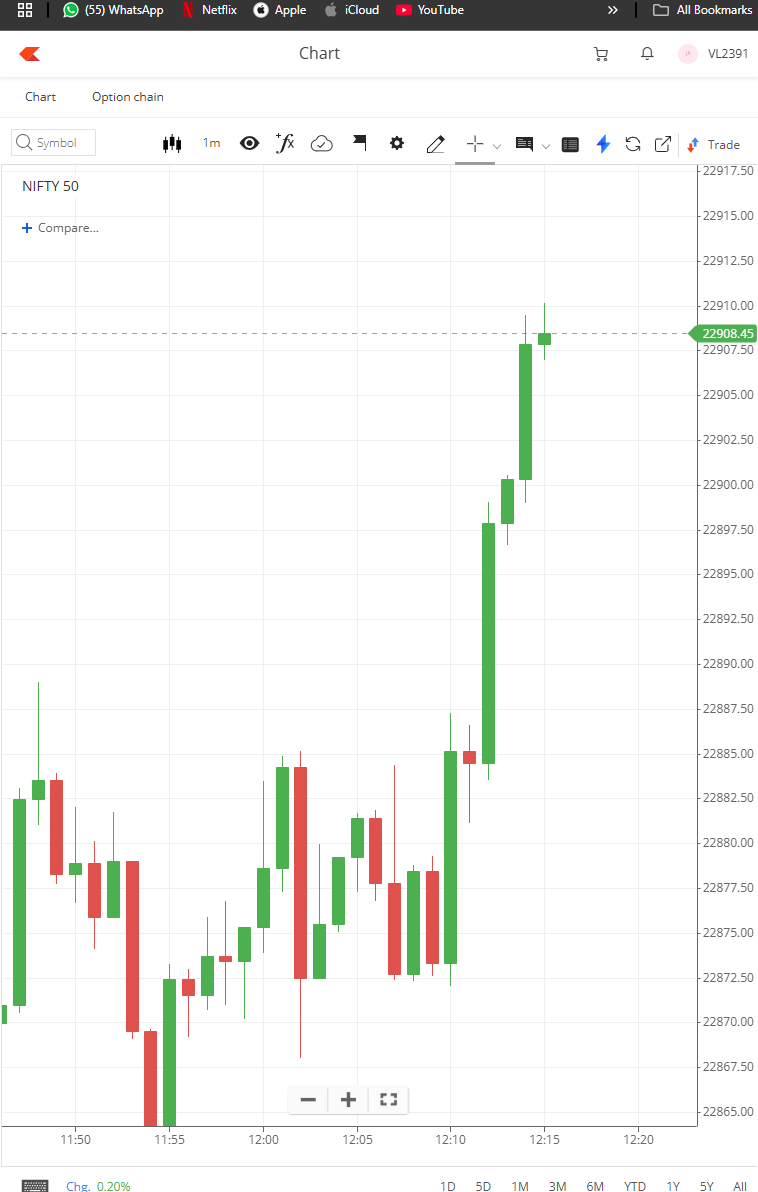 (55) WhatsApp Netflix Apple iCloud YouTube » All Bookmarks
Chart VL2391
Chart Option chain
Symbol 1m Trade
NIFTY 50
+ Compare...
22917.50
22915.00
22912.50
22910.00
22908.45
22907.50
22905.00
22902.50
22900.00
22897.50
22895.00
22892.50
22890.00
22887.50
22885.00
22882.50
22880.00
22877.50
22875.00
22872.50
22870.00
22867.50
22865.00
11:50 11:55 12:00 12:05 12:10 12:15 12:20
Chg. 0.20% 1D 5D 1M 3M 6M YTD 1Y 5Y All